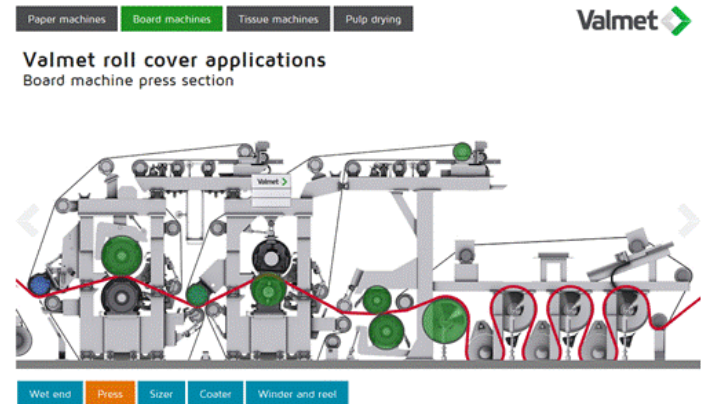 Paper machines Board machines Tissue machines Pulp drying
Valmet
Valmet roll cover applications
Board machine press section
Valmet
Wet end Press Sizer Coater Winder and reel